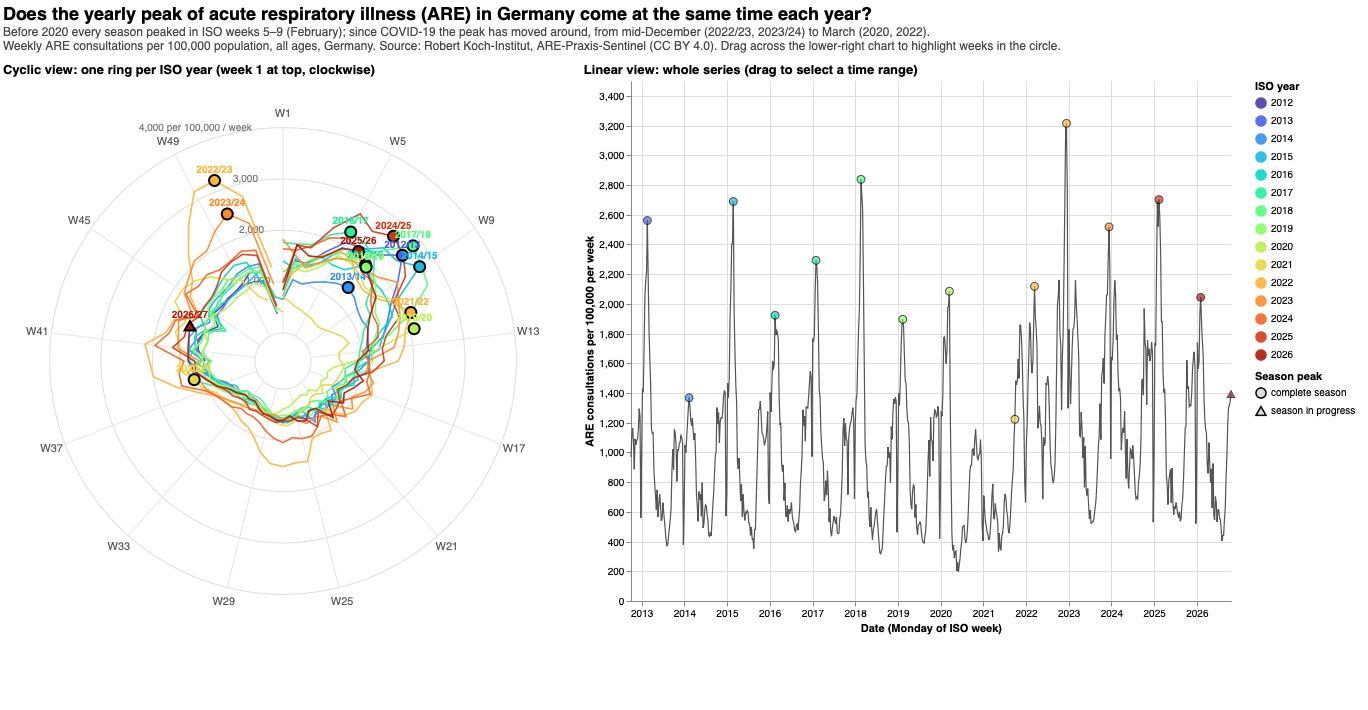 Does the yearly peak of acute respiratory illness (ARE) in Germany come at the same time each year?
Before 2020 every season peaked in ISO weeks 5–9 (February); since COVID-19 the peak has moved around, from mid-December (2022/23, 2023/24) to March (2020, 2022).
Weekly ARE consultations per 100,000 population, all ages, Germany. Source: Robert Koch-Institut, ARE-Praxis-Sentinel (CC BY 4.0). Drag across the lower-right chart to highlight weeks in the circle.
Cyclic view: one ring per ISO year (week 1 at top, clockwise)
W1
4,000 per 100,000 / week
W49
W5
2022/23
3,000
2023/24
W45
W9
2016/17
2024/25
2,000
2017/18
2025/26
2012/13
2014/15
2013/14
2021/22
2026/27
W41
W13
W37
W17
W33
W21
W29
W25
Linear view: whole series (drag to select a time range)
ARE consultations per 100,000 per week
3,400
3,200
3,000
2,800
2,600
2,400
2,200
2,000
1,800
1,600
1,400
1,200
1,000
800
600
400
200
0
2013
2014
2015
2016
2017
2018
2019
2020
2021
2022
2023
2024
2025
2026
Date (Monday of ISO week)
ISO year
2012
2013
2014
2015
2016
2017
2018
2019
2020
2021
2022
2023
2024
2025
2026
Season peak
complete season
season in progress